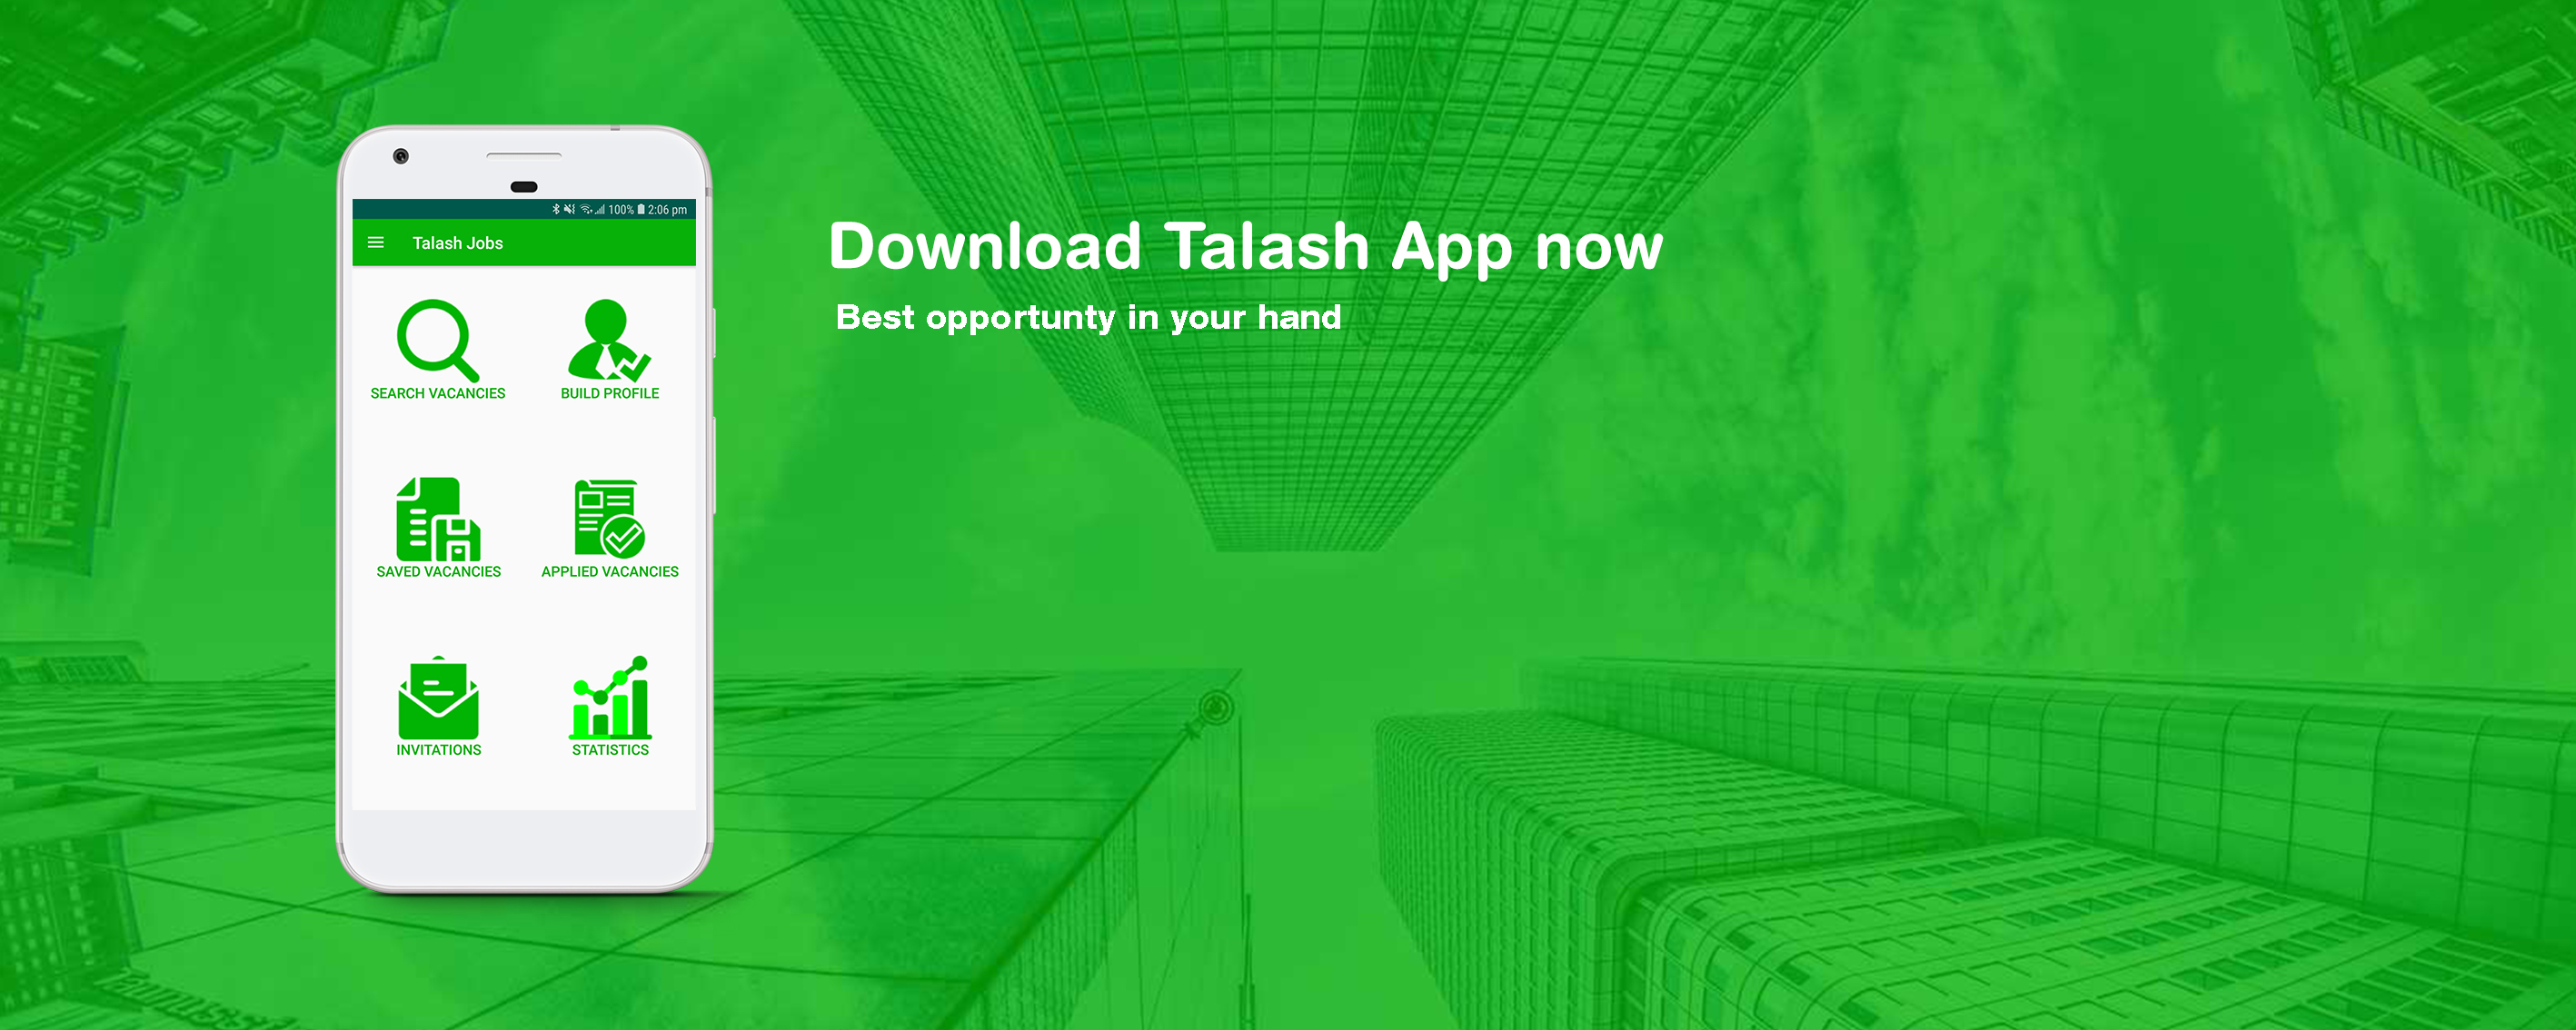 100% 2:06 pm
Talash Jobs
SEARCH VACANCIES
BUILD PROFILE
SAVED VACANCIES
APPLIED VACANCIES
INVITATIONS
STATISTICS
Download Talash App now
Best opportunty in your hand